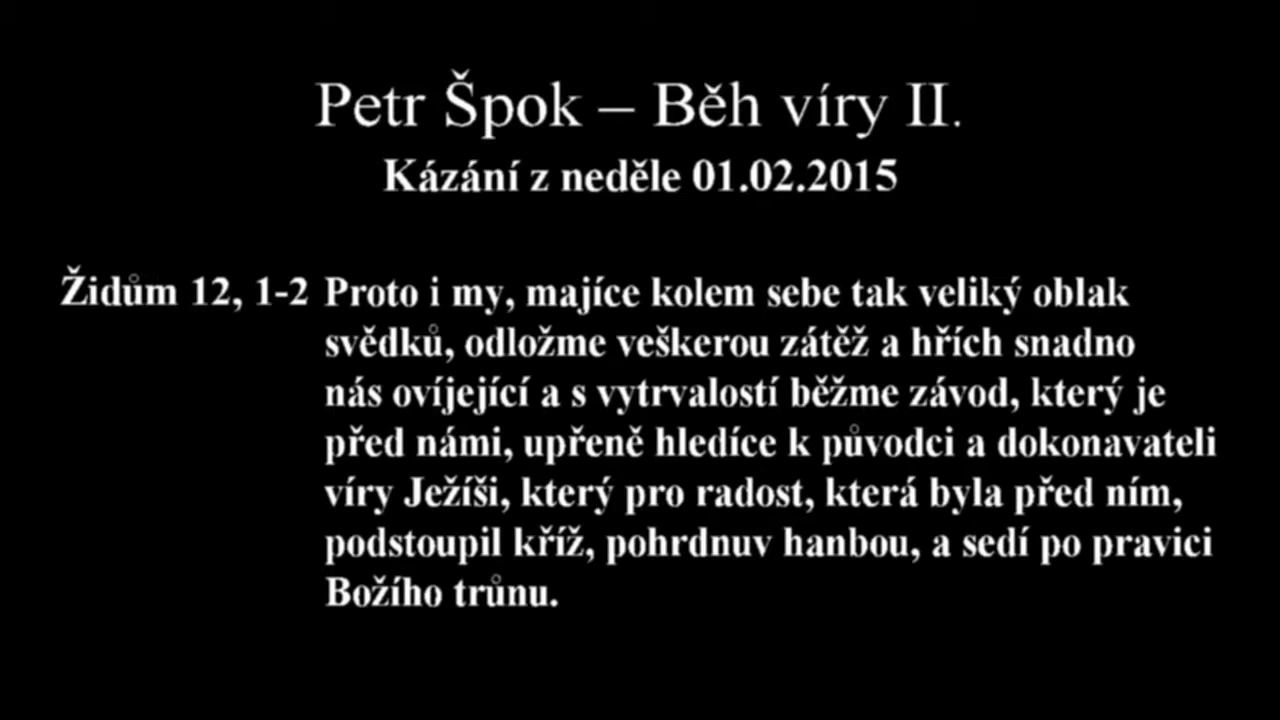 Petr Špok – Běh víry II.
Kázání z neděle 01.02.2015
Židům 12, 1-2 Proto i my, majíce kolem sebe tak veliký oblak
svědků, odložme veškerou zátěž a hřích snadno
nás ovíjející a s vytrvalostí běžme závod, který je
před námi, upřeně hledíce k původci a dokonavateli
víry Ježíši, který pro radost, která byla před ním,
podstoupil kříž, pohrdnuv hanbou, a sedí po pravici
Božího trůnu.